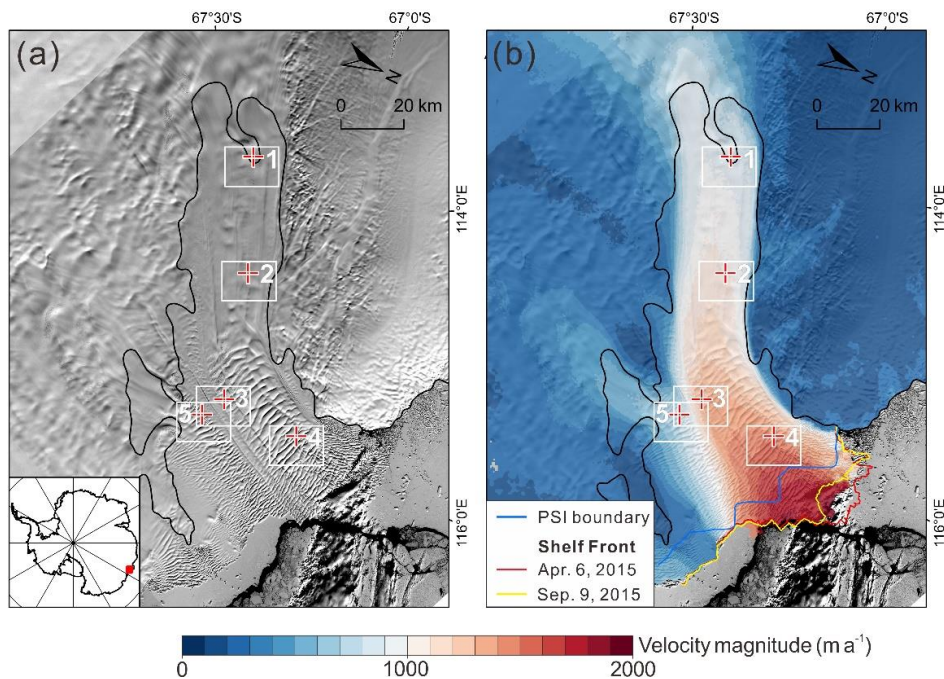 67°30'S 67°0'S 67°30'S 67°0'S
(a)
N
0 20 km
1
2
3
5
4
114°0'E
116°0'E
(b)
N
0 20 km
1
2
3
5
4
114°0'E
116°0'E
PSI boundary
Shelf Front
Apr. 6, 2015
Sep. 9, 2015
Velocity magnitude (m a⁻¹)
0 1000 2000